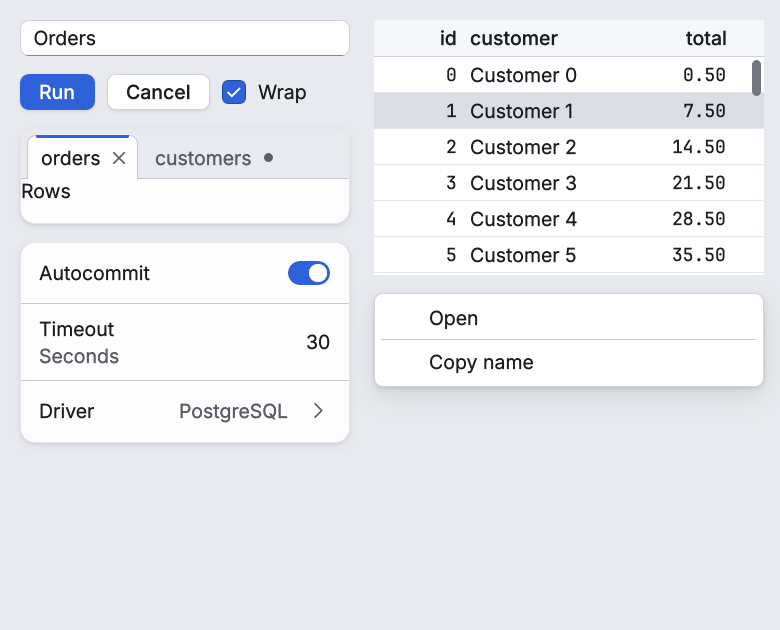 Orders
Run Cancel Wrap
orders customers
Rows
Autocommit
Timeout 30
Seconds
Driver PostgreSQL
id customer total
0 Customer 0 0.50
1 Customer 1 7.50
2 Customer 2 14.50
3 Customer 3 21.50
4 Customer 4 28.50
5 Customer 5 35.50
Open
Copy name